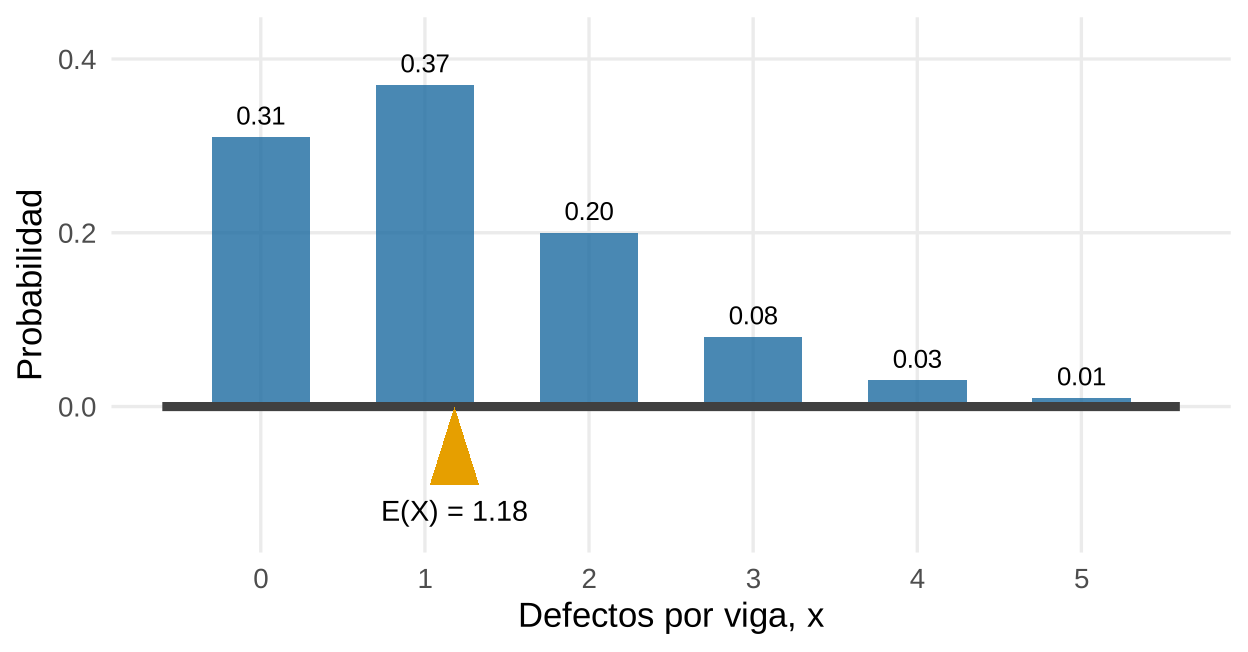 0.4
0.2
0.0
Probabilidad
0.31
0.37
0.20
0.08
0.03
0.01
E(X) = 1.18
0 1 2 3 4 5
Defectos por viga, x